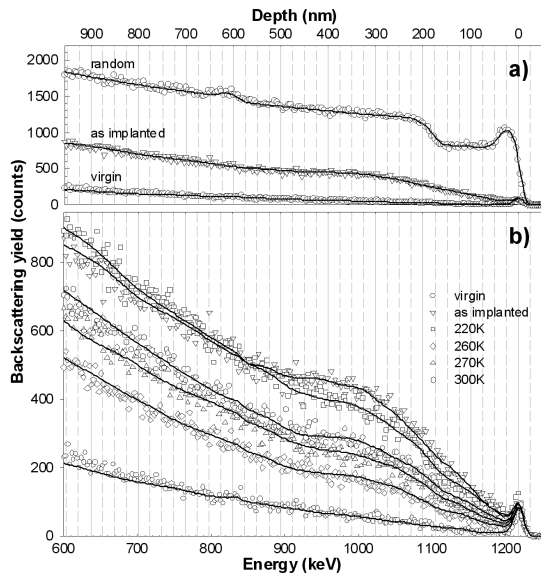 Depth (nm)
900 800 700 600 500 400 300 200 100 0
2000
1500
1000
500
0
a)
random
as implanted
virgin
Backscattering yield (counts)
800
600
400
200
0
b)
virgin
as implanted
220K
260K
270K
300K
600 700 800 900 1000 1100 1200
Energy (keV)